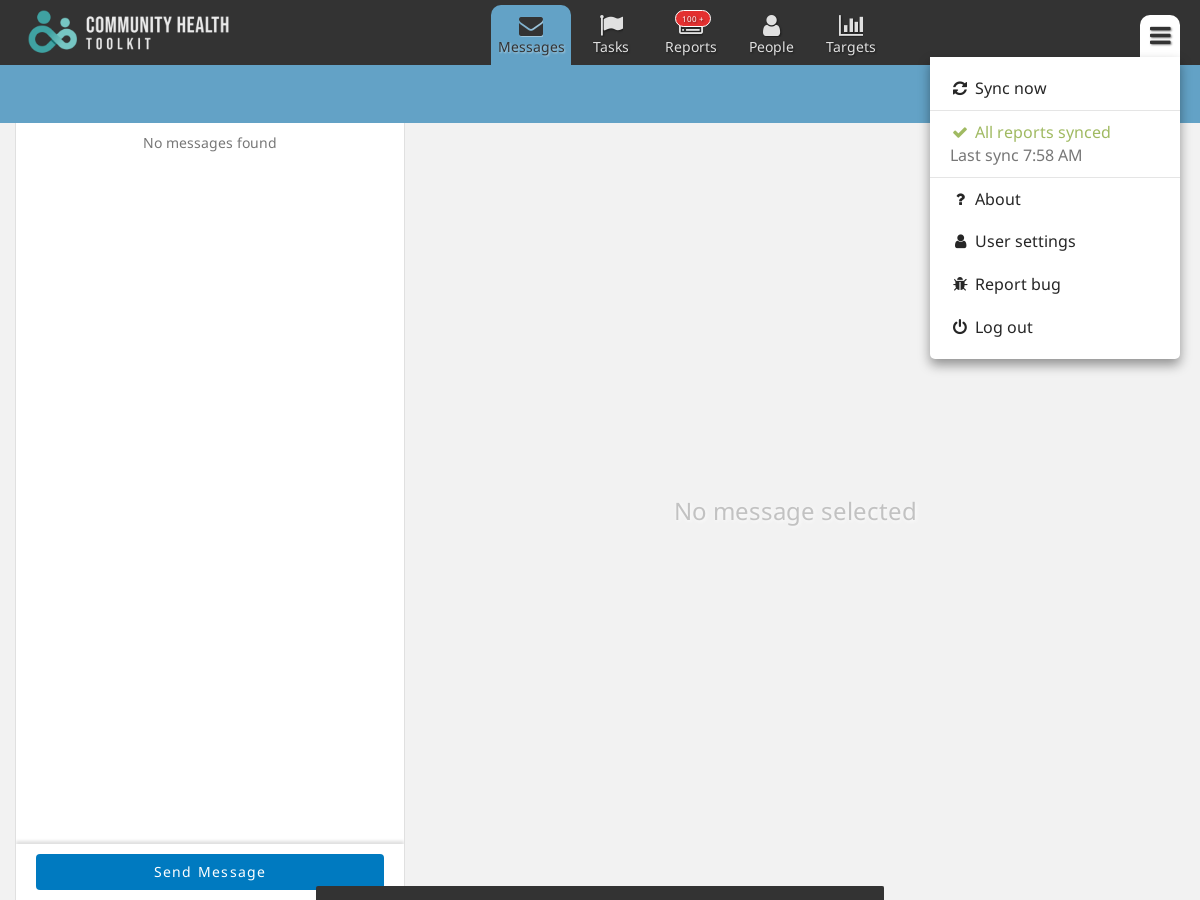 COMMUNITY HEALTH
TOOLKIT
Messages
Tasks
100 +
Reports
People
Targets
Sync now
All reports synced
Last sync 7:58 AM
About
User settings
Report bug
Log out
No messages found
No message selected
Send Message